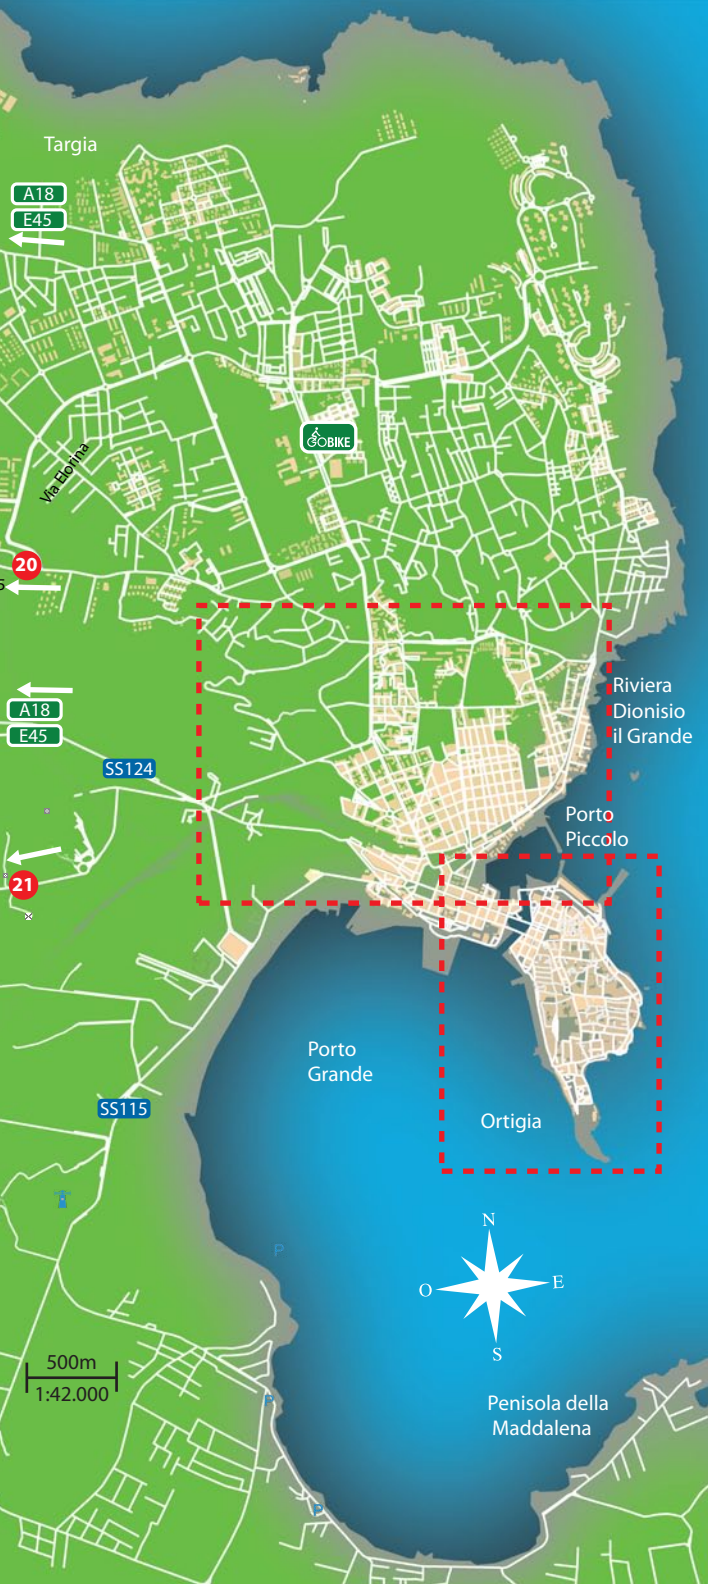 Targia
A18
E45
GOBIKE
Via Elorina
20
5
A18
E45
SS124
Riviera
Dionisio
il Grande
Porto
Piccolo
21
Porto
Grande
SS115
Ortigia
N
O
E
S
P
500m
1:42.000
P
Penisola della
Maddalena
P